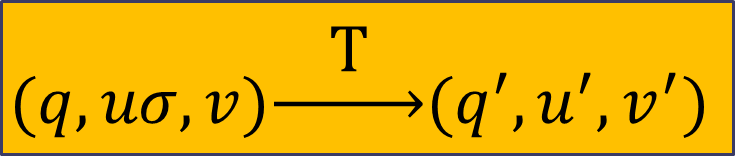 T
(q, uσ, v) ⟶ (q′, u′, v′)